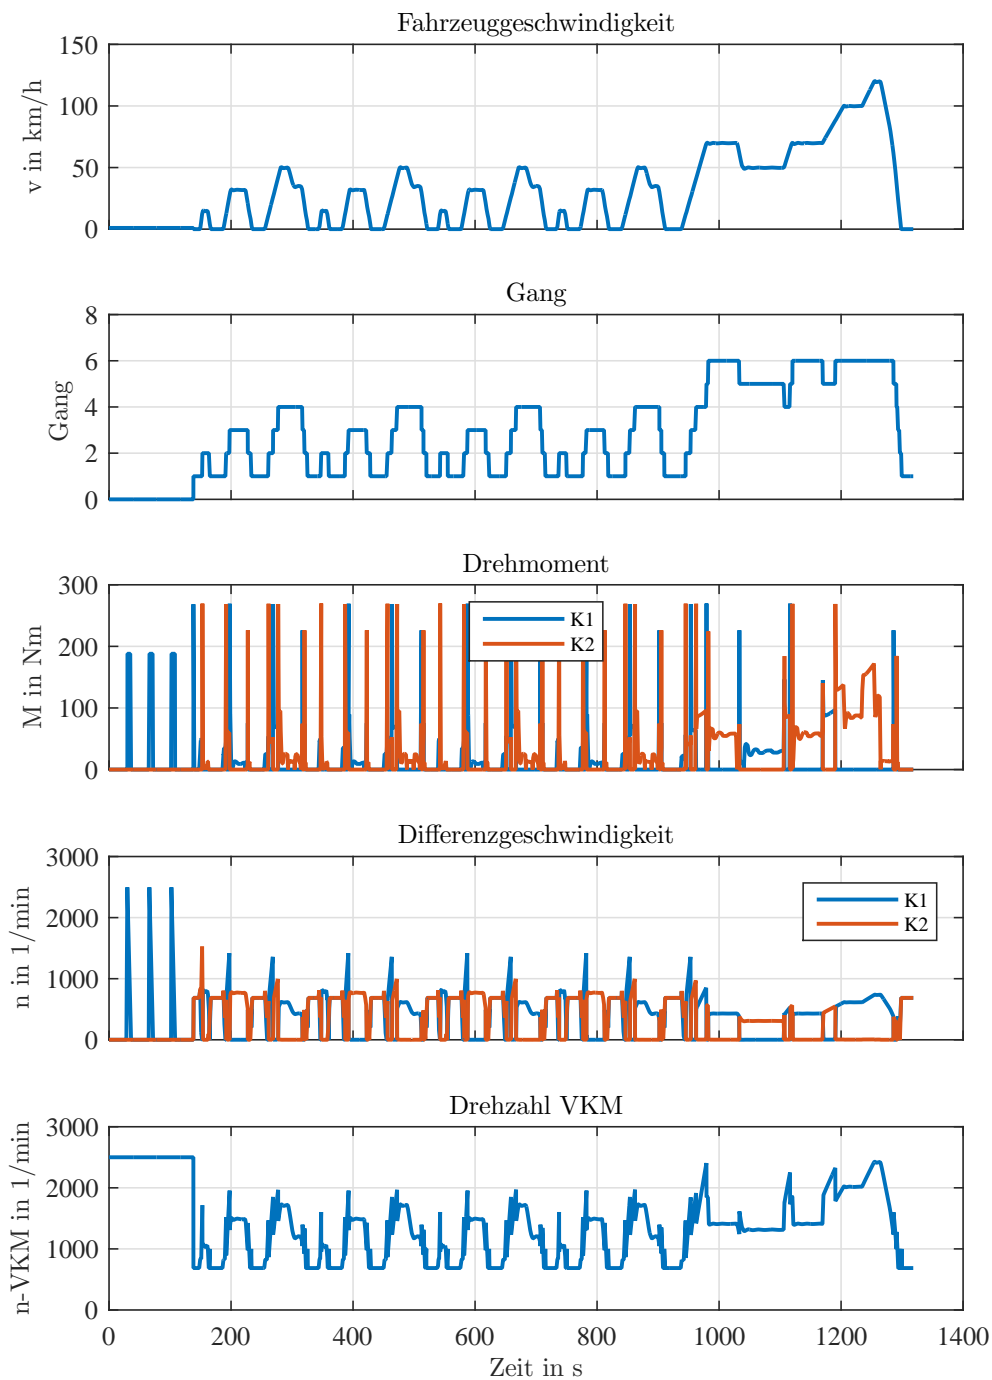 Fahrzeuggeschwindigkeit
150
100
50
0
v in km/h
Gang
8
6
4
2
0
Gang
Drehmoment
300
200
100
0
M in Nm
K1
K2
Differenzgeschwindigkeit
3000
2000
1000
0
n in 1/min
K1
K2
Drehzahl VKM
3000
2000
1000
0
n-VKM in 1/min
0 200 400 600 800 1000 1200 1400
Zeit in s